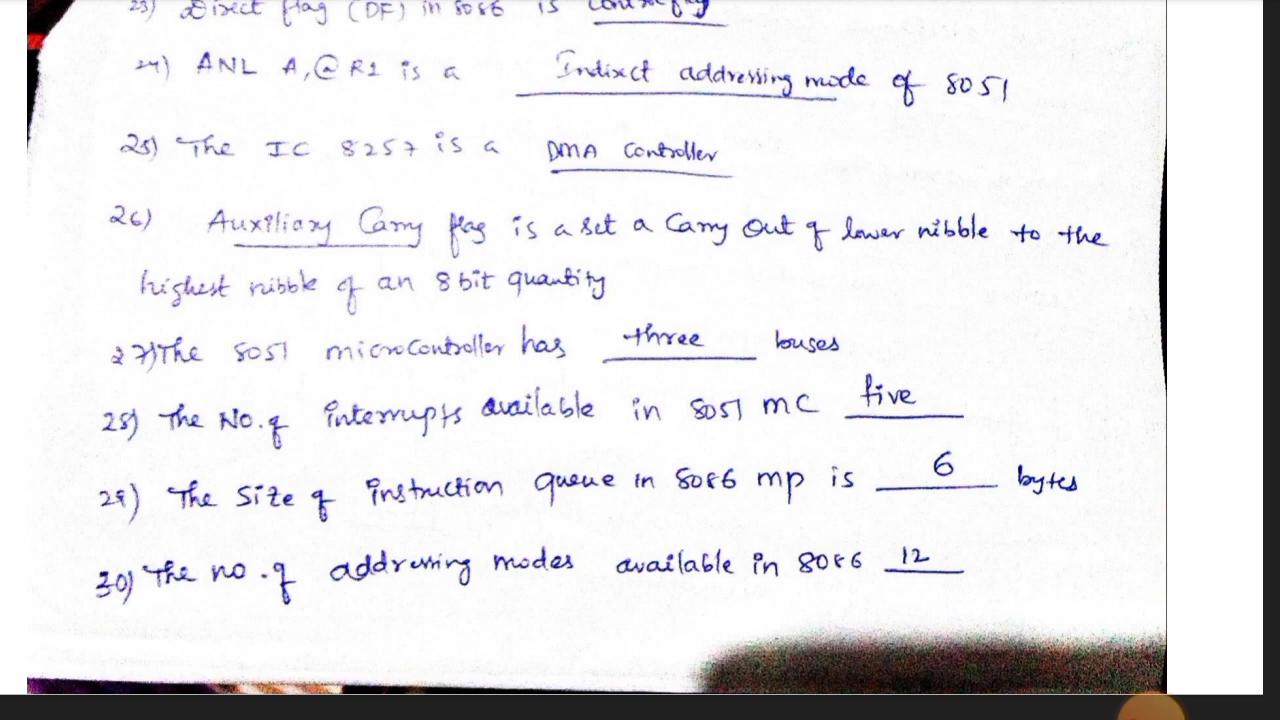 23) Direct flag (DF) in 8086 is control flag
24) ANL A,@R1 is a Indirect addressing mode of 8051
25) The IC 8257 is a DMA Controller
26) Auxiliary Carry flag is a set a Carry Out of lower nibble to the
highest nibble of an 8 bit quantity
27) The 8051 microcontroller has three buses
28) The No. of interrupts available in 8051 MC five
29) The Size of instruction queue in 8086 mp is 6 bytes
30) The no. of addressing modes available in 8086 12